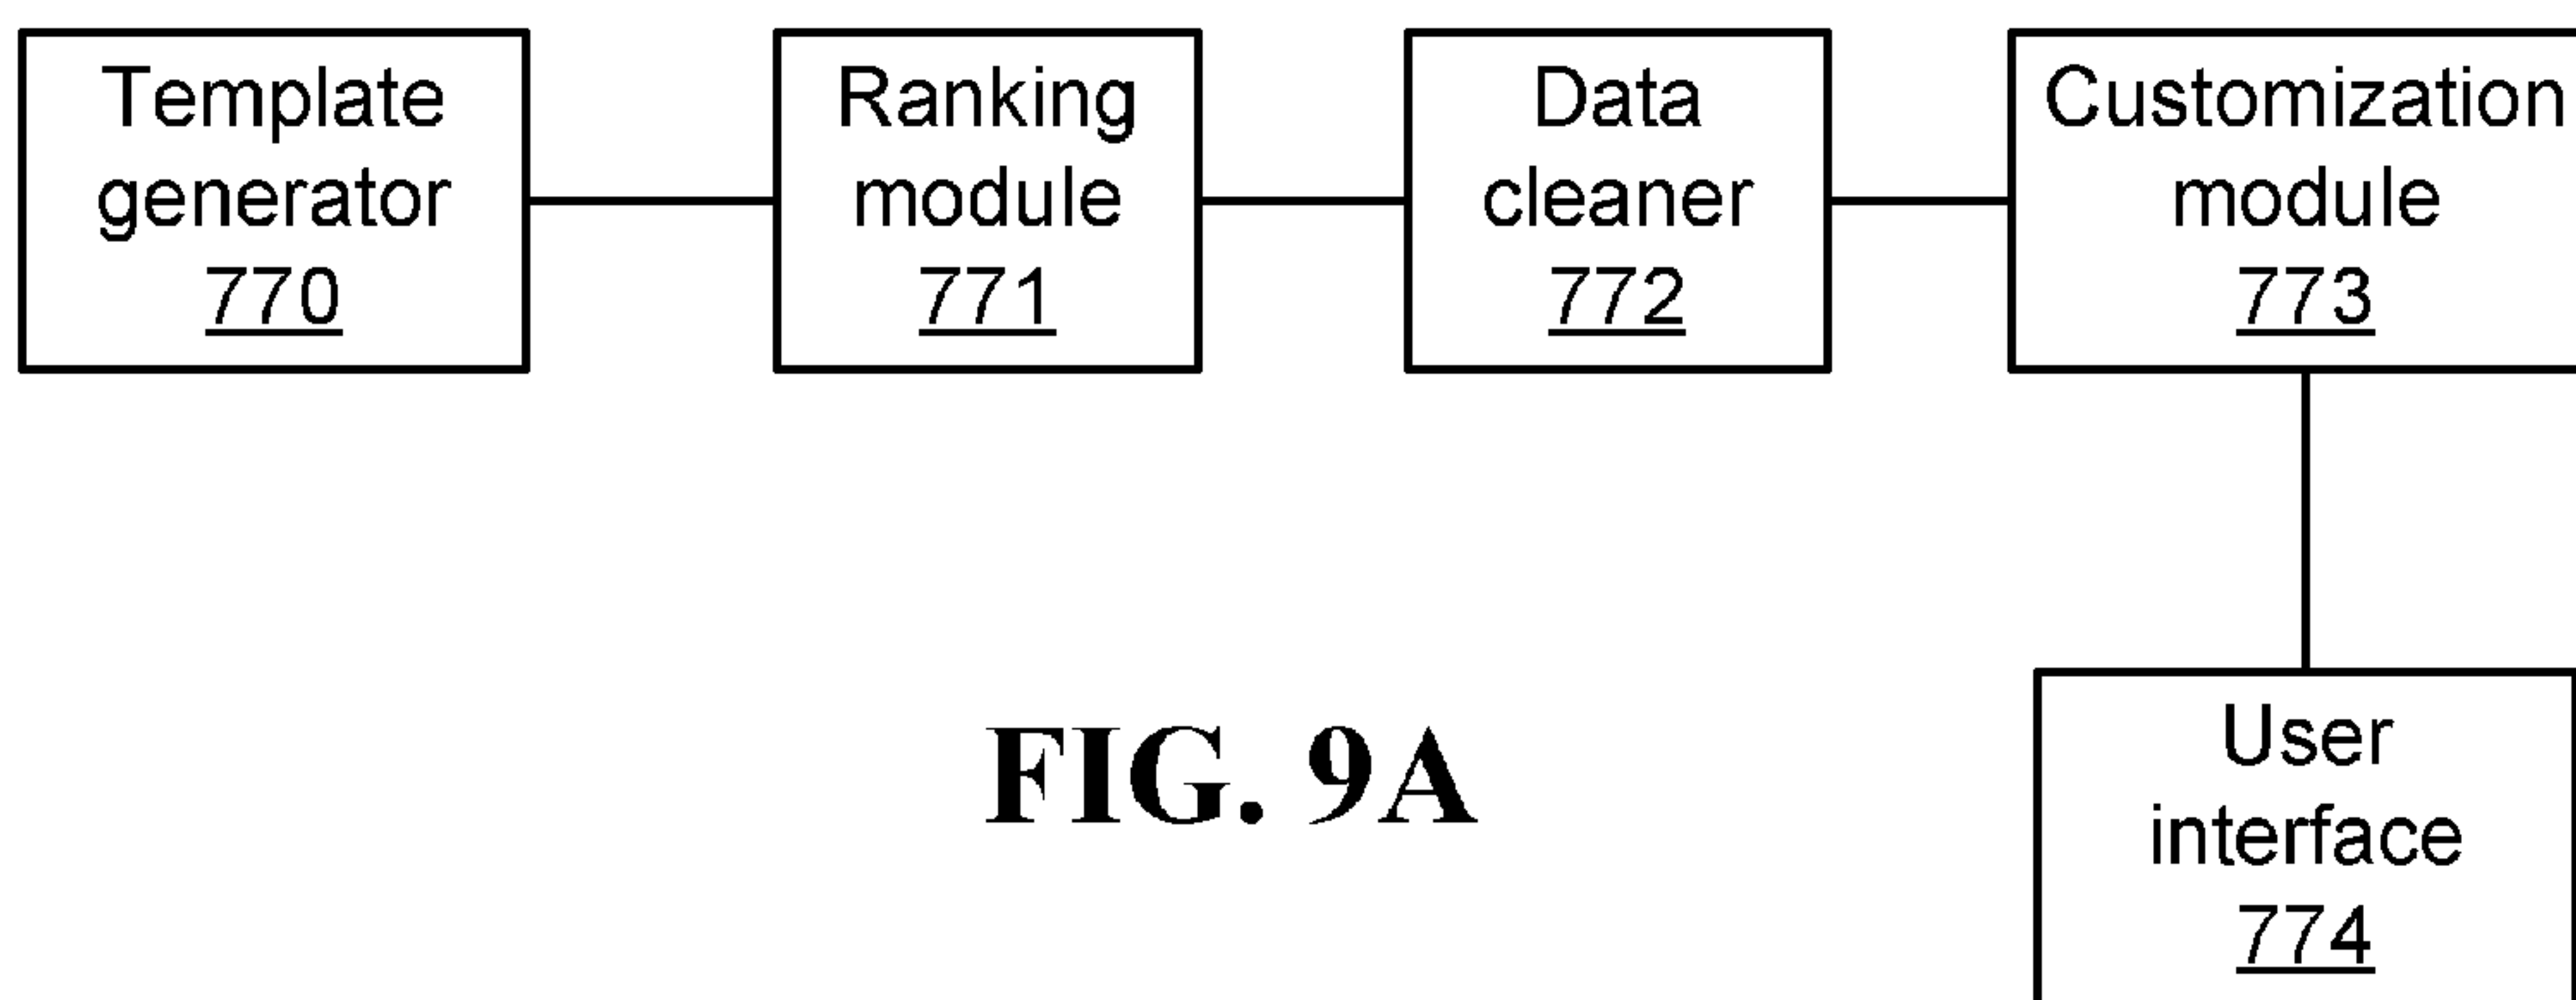 Template
generator
770
Ranking
module
771
Data
cleaner
772
Customization
module
773
User
interface
774
FIG. 9A